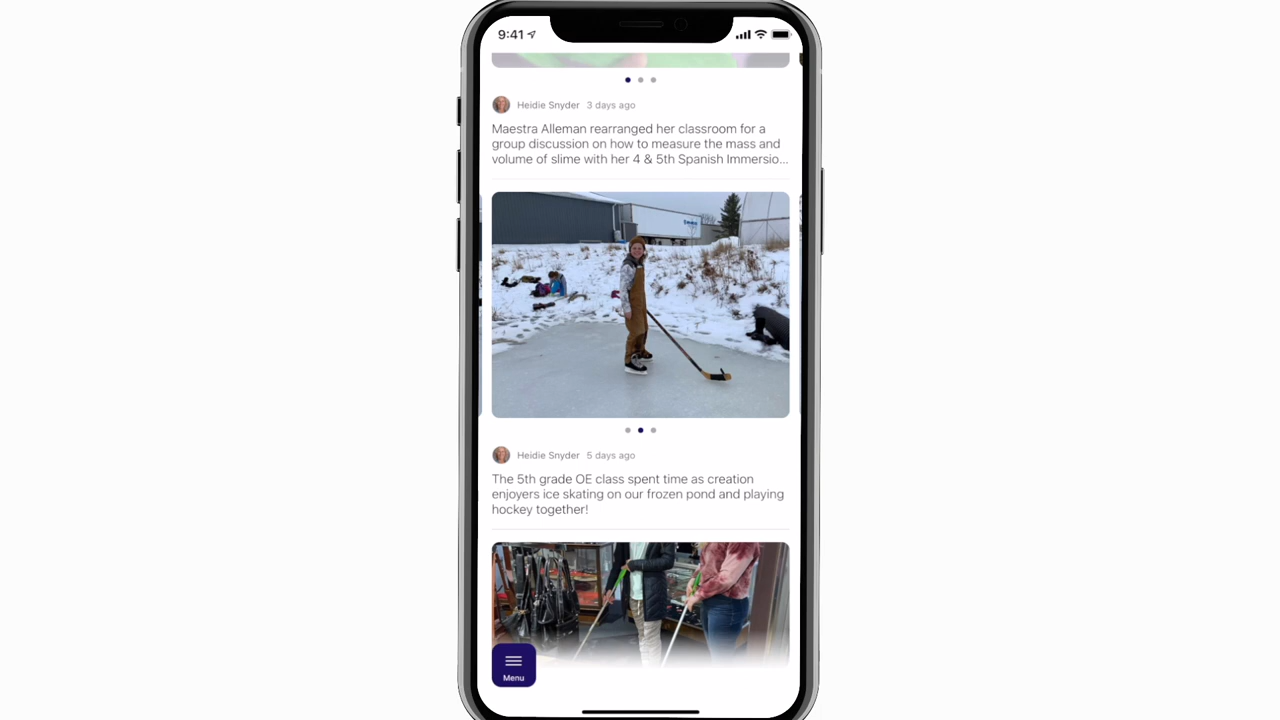 9:41
Heidie Snyder 3 days ago
Maestra Alleman rearranged her classroom for a
group discussion on how to measure the mass and
volume of slime with her 4 & 5th Spanish Immersio...
Heidie Snyder 5 days ago
The 5th grade OE class spent time as creation
enjoyers ice skating on our frozen pond and playing
hockey together!
Menu